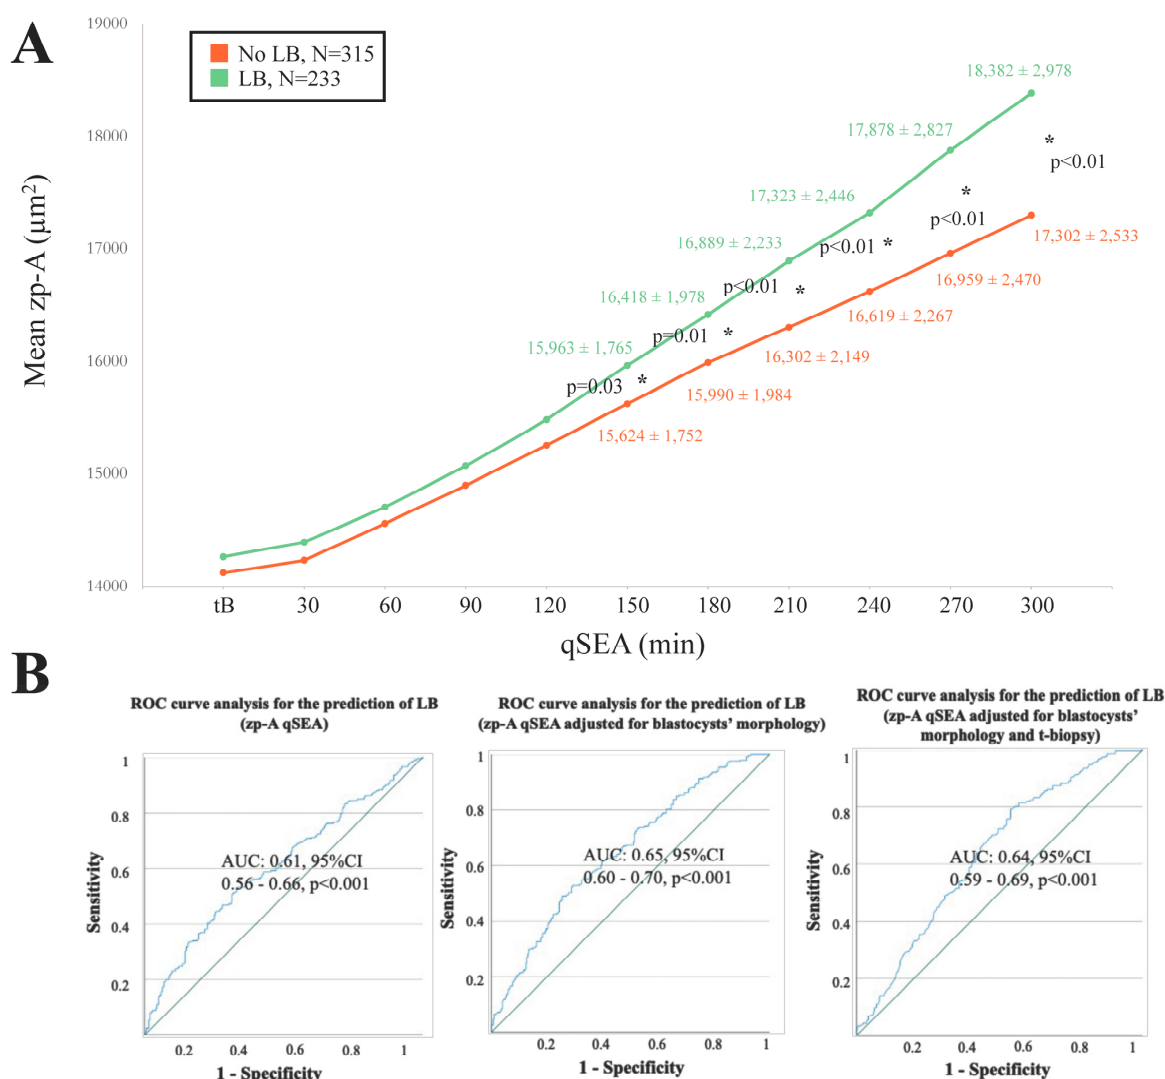 A
19000
No LB, N=315
LB, N=233
18,382 ± 2,978
17,878 ± 2,827
18000
*
p<0.01
17,323 ± 2,446
*
p<0.01
16,889 ± 2,233
p<0.01 *
17,302 ± 2,533
17000
16,418 ± 1,978
p<0.01 *
16,959 ± 2,470
16,619 ± 2,267
p=0.01 *
15,963 ± 1,765
16,302 ± 2,149
16000
p=0.03 *
15,990 ± 1,984
15,624 ± 1,752
15000
14000
Mean zp-A (μm²)
tB 30 60 90 120 150 180 210 240 270 300
qSEA (min)
B
ROC curve analysis for the prediction of LB
(zp-A qSEA)
1
0.8
0.6
0.4
0.2
Sensitivity
AUC: 0.61, 95%CI
0.56 - 0.66, p<0.001
0.2 0.4 0.6 0.8 1
1 - Specificity
ROC curve analysis for the prediction of LB
(zp-A qSEA adjusted for blastocysts' morphology)
1
0.8
0.6
0.4
0.2
Sensitivity
AUC: 0.65, 95%CI
0.60 - 0.70, p<0.001
0.2 0.4 0.6 0.8 1
1 - Specificity
ROC curve analysis for the prediction of LB
(zp-A qSEA adjusted for blastocysts'
morphology and t-biopsy)
1
0.8
0.6
0.4
0.2
Sensitivity
AUC: 0.64, 95%CI
0.59 - 0.69, p<0.001
0.2 0.4 0.6 0.8 1
1 - Specificity